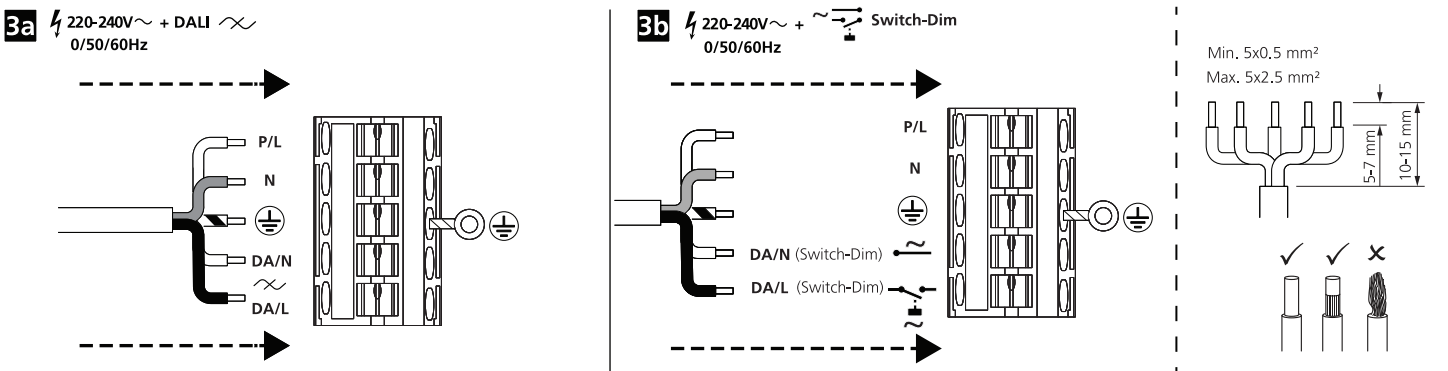 3a 220-240V~ + DALI
0/50/60Hz
P/L
N
DA/N
DA/L
3b 220-240V~ + ~ Switch-Dim
0/50/60Hz
P/L
N
DA/N (Switch-Dim) ~
DA/L (Switch-Dim)
~
Min. 5x0.5 mm²
Max. 5x2.5 mm²
5-7 mm
10-15 mm